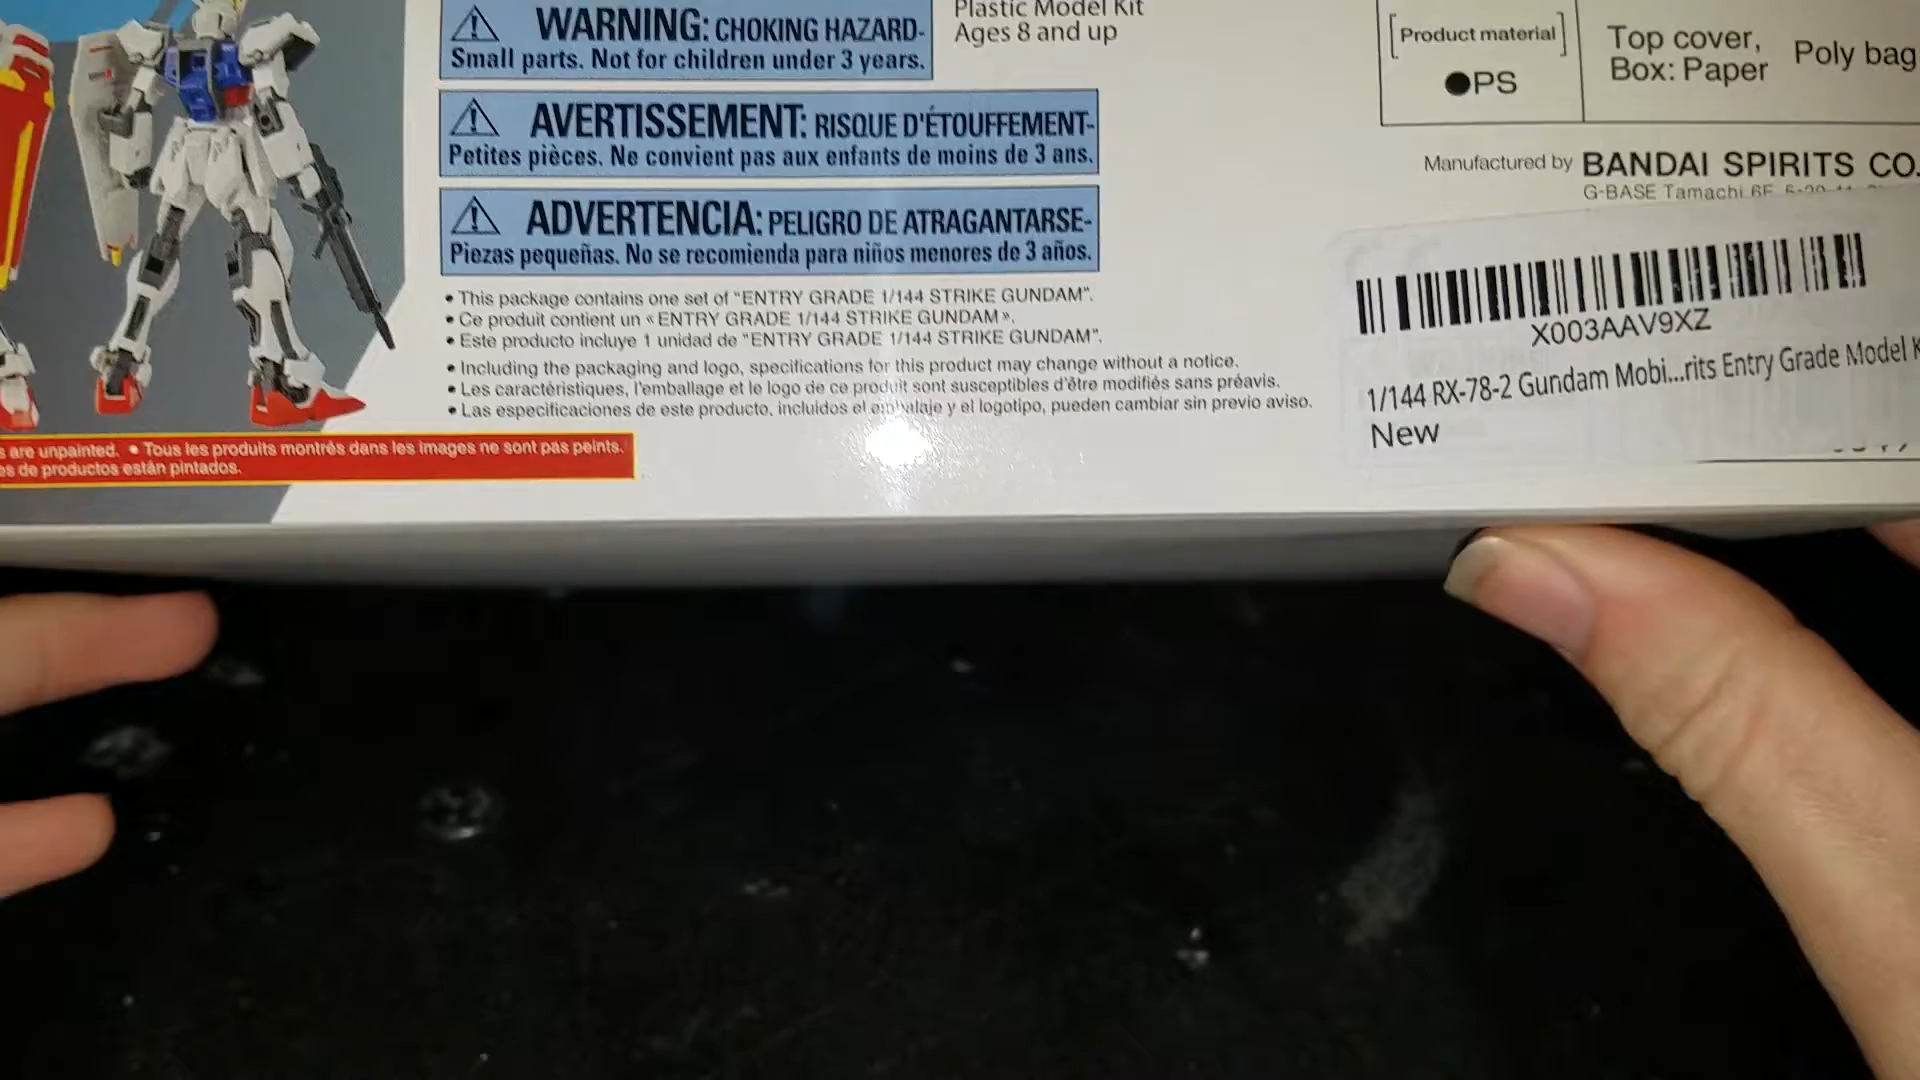 WARNING: CHOKING HAZARD-
Small parts. Not for children under 3 years.
Plastic Model Kit
Ages 8 and up
AVERTISSEMENT: RISQUE D'ÉTOUFFEMENT-
Petites pièces. Ne convient pas aux enfants de moins de 3 ans.
ADVERTENCIA: PELIGRO DE ATRAGANTARSE-
Piezas pequeñas. No se recomienda para niños menores de 3 años.
• This package contains one set of "ENTRY GRADE 1/144 STRIKE GUNDAM".
• Ce produit contient un « ENTRY GRADE 1/144 STRIKE GUNDAM ».
• Este producto incluye 1 unidad de "ENTRY GRADE 1/144 STRIKE GUNDAM".
• Including the packaging and logo, specifications for this product may change without a notice.
• Les caractéristiques, l'emballage et le logo de ce produit sont susceptibles d'être modifiés sans préavis.
• Las especificaciones de este producto, incluidos el embalaje y el logotipo, pueden cambiar sin previo aviso.
are unpainted. • Tous les produits montrés dans les images ne sont pas peints.
de productos están pintados.
[Product material]
●PS
Top cover,
Box: Paper
Poly bag
Manufactured by BANDAI SPIRITS CO.
G-BASE Tamachi 6F
X003AAV9XZ
1/144 RX-78-2 Gundam Mobi...rits Entry Grade Model
New